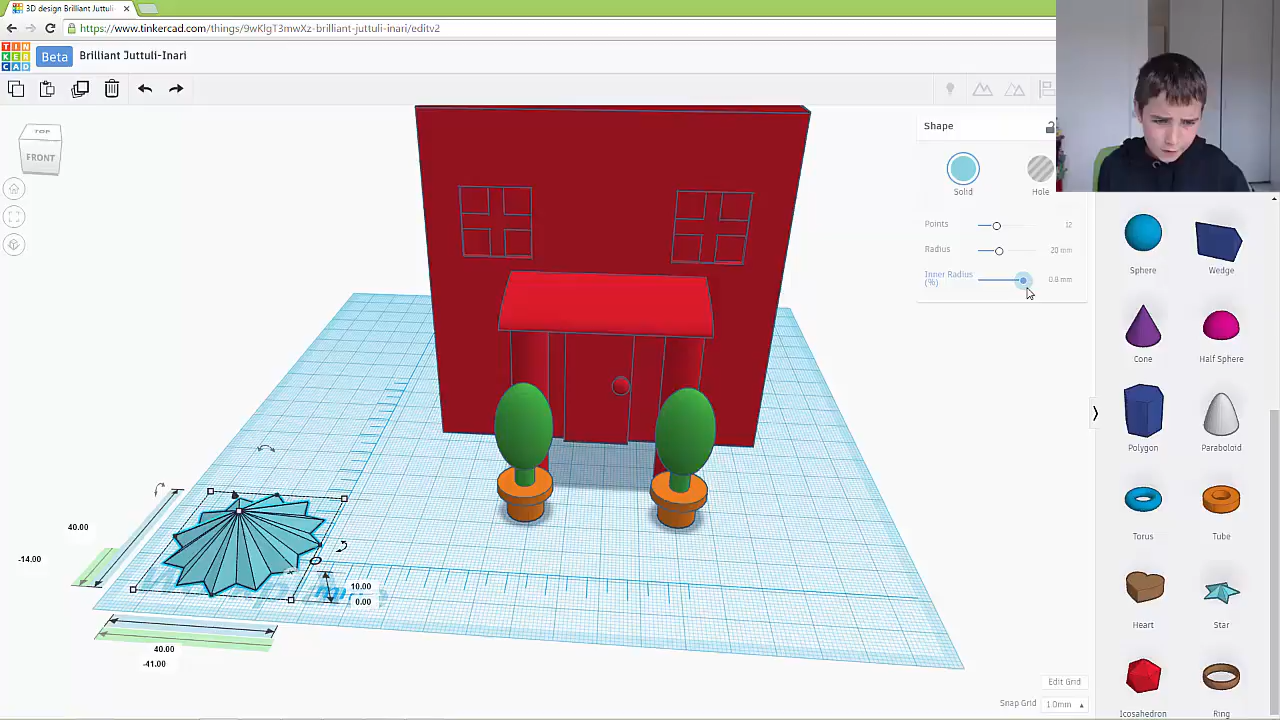 3D design Brilliant Juttuli-
https://www.tinkercad.com/things/9wKlgT3mwXz-brilliant-juttuli-inari/editv2
TIN
KER
CAD
Beta
Brilliant Juttuli-Inari
TOP
FRONT
Shape
Solid
Hole
Points
12
Radius
20 mm
Inner Radius
(%)
0.8 mm
Sphere
Wedge
Cone
Half Sphere
Polygon
Paraboloid
Torus
Tube
Heart
Star
Icosahedron
Ring
40.00
-14.00
10.00
0.00
40.00
-41.00
Edit Grid
Snap Grid
1.0mm